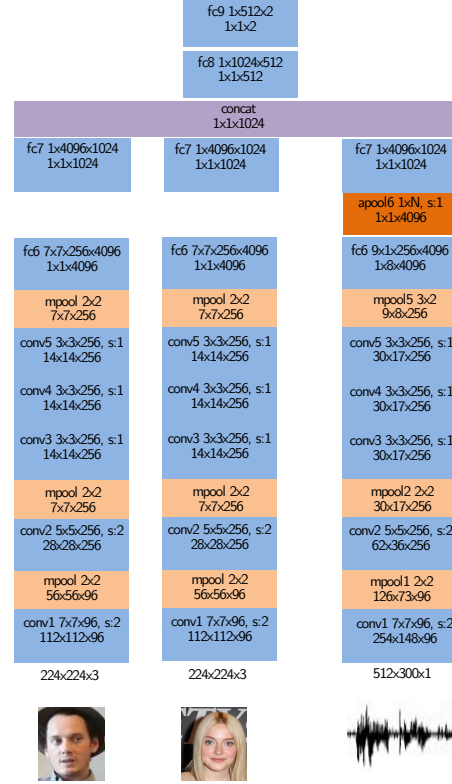 fc9 1x512x2
1x1x2
fc8 1x1024x512
1x1x512
concat
1x1x1024
fc7 1x4096x1024
1x1x1024
fc7 1x4096x1024
1x1x1024
fc7 1x4096x1024
1x1x1024
apool6 1xN, s:1
1x1x4096
fc6 7x7x256x4096
1x1x4096
fc6 7x7x256x4096
1x1x4096
fc6 9x1x256x4096
1x8x4096
mpool 2x2
7x7x256
mpool 2x2
7x7x256
mpool5 3x2
9x8x256
conv5 3x3x256, s:1
14x14x256
conv5 3x3x256, s:1
14x14x256
conv5 3x3x256, s:1
30x17x256
conv4 3x3x256, s:1
14x14x256
conv4 3x3x256, s:1
14x14x256
conv4 3x3x256, s:1
30x17x256
conv3 3x3x256, s:1
14x14x256
conv3 3x3x256, s:1
14x14x256
conv3 3x3x256, s:1
30x17x256
mpool 2x2
7x7x256
mpool 2x2
7x7x256
mpool2 2x2
30x17x256
conv2 5x5x256, s:2
28x28x256
conv2 5x5x256, s:2
28x28x256
conv2 5x5x256, s:2
62x36x256
mpool 2x2
56x56x96
mpool 2x2
56x56x96
mpool1 2x2
126x73x96
conv1 7x7x96, s:2
112x112x96
conv1 7x7x96, s:2
112x112x96
conv1 7x7x96, s:2
254x148x96
224x224x3
224x224x3
512x300x1